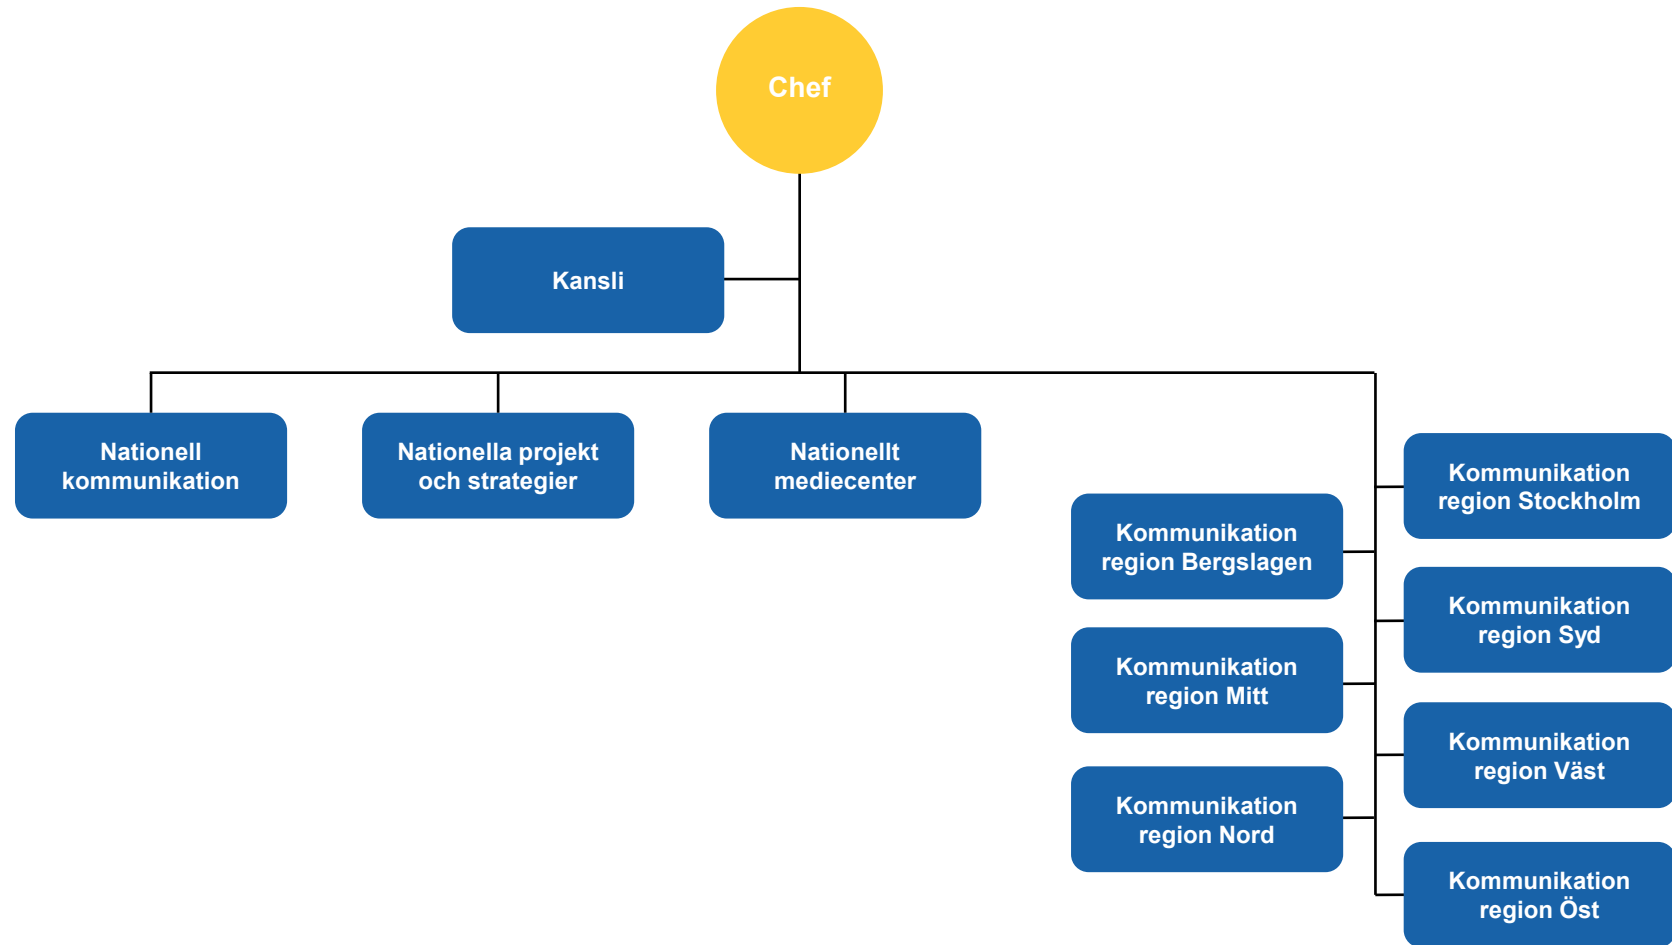 Chef
Kansli
Nationell
kommunikation
Nationella projekt
och strategier
Nationellt
mediecenter
Kommunikation
region Stockholm
Kommunikation
region Bergslagen
Kommunikation
region Syd
Kommunikation
region Mitt
Kommunikation
region Väst
Kommunikation
region Nord
Kommunikation
region Öst